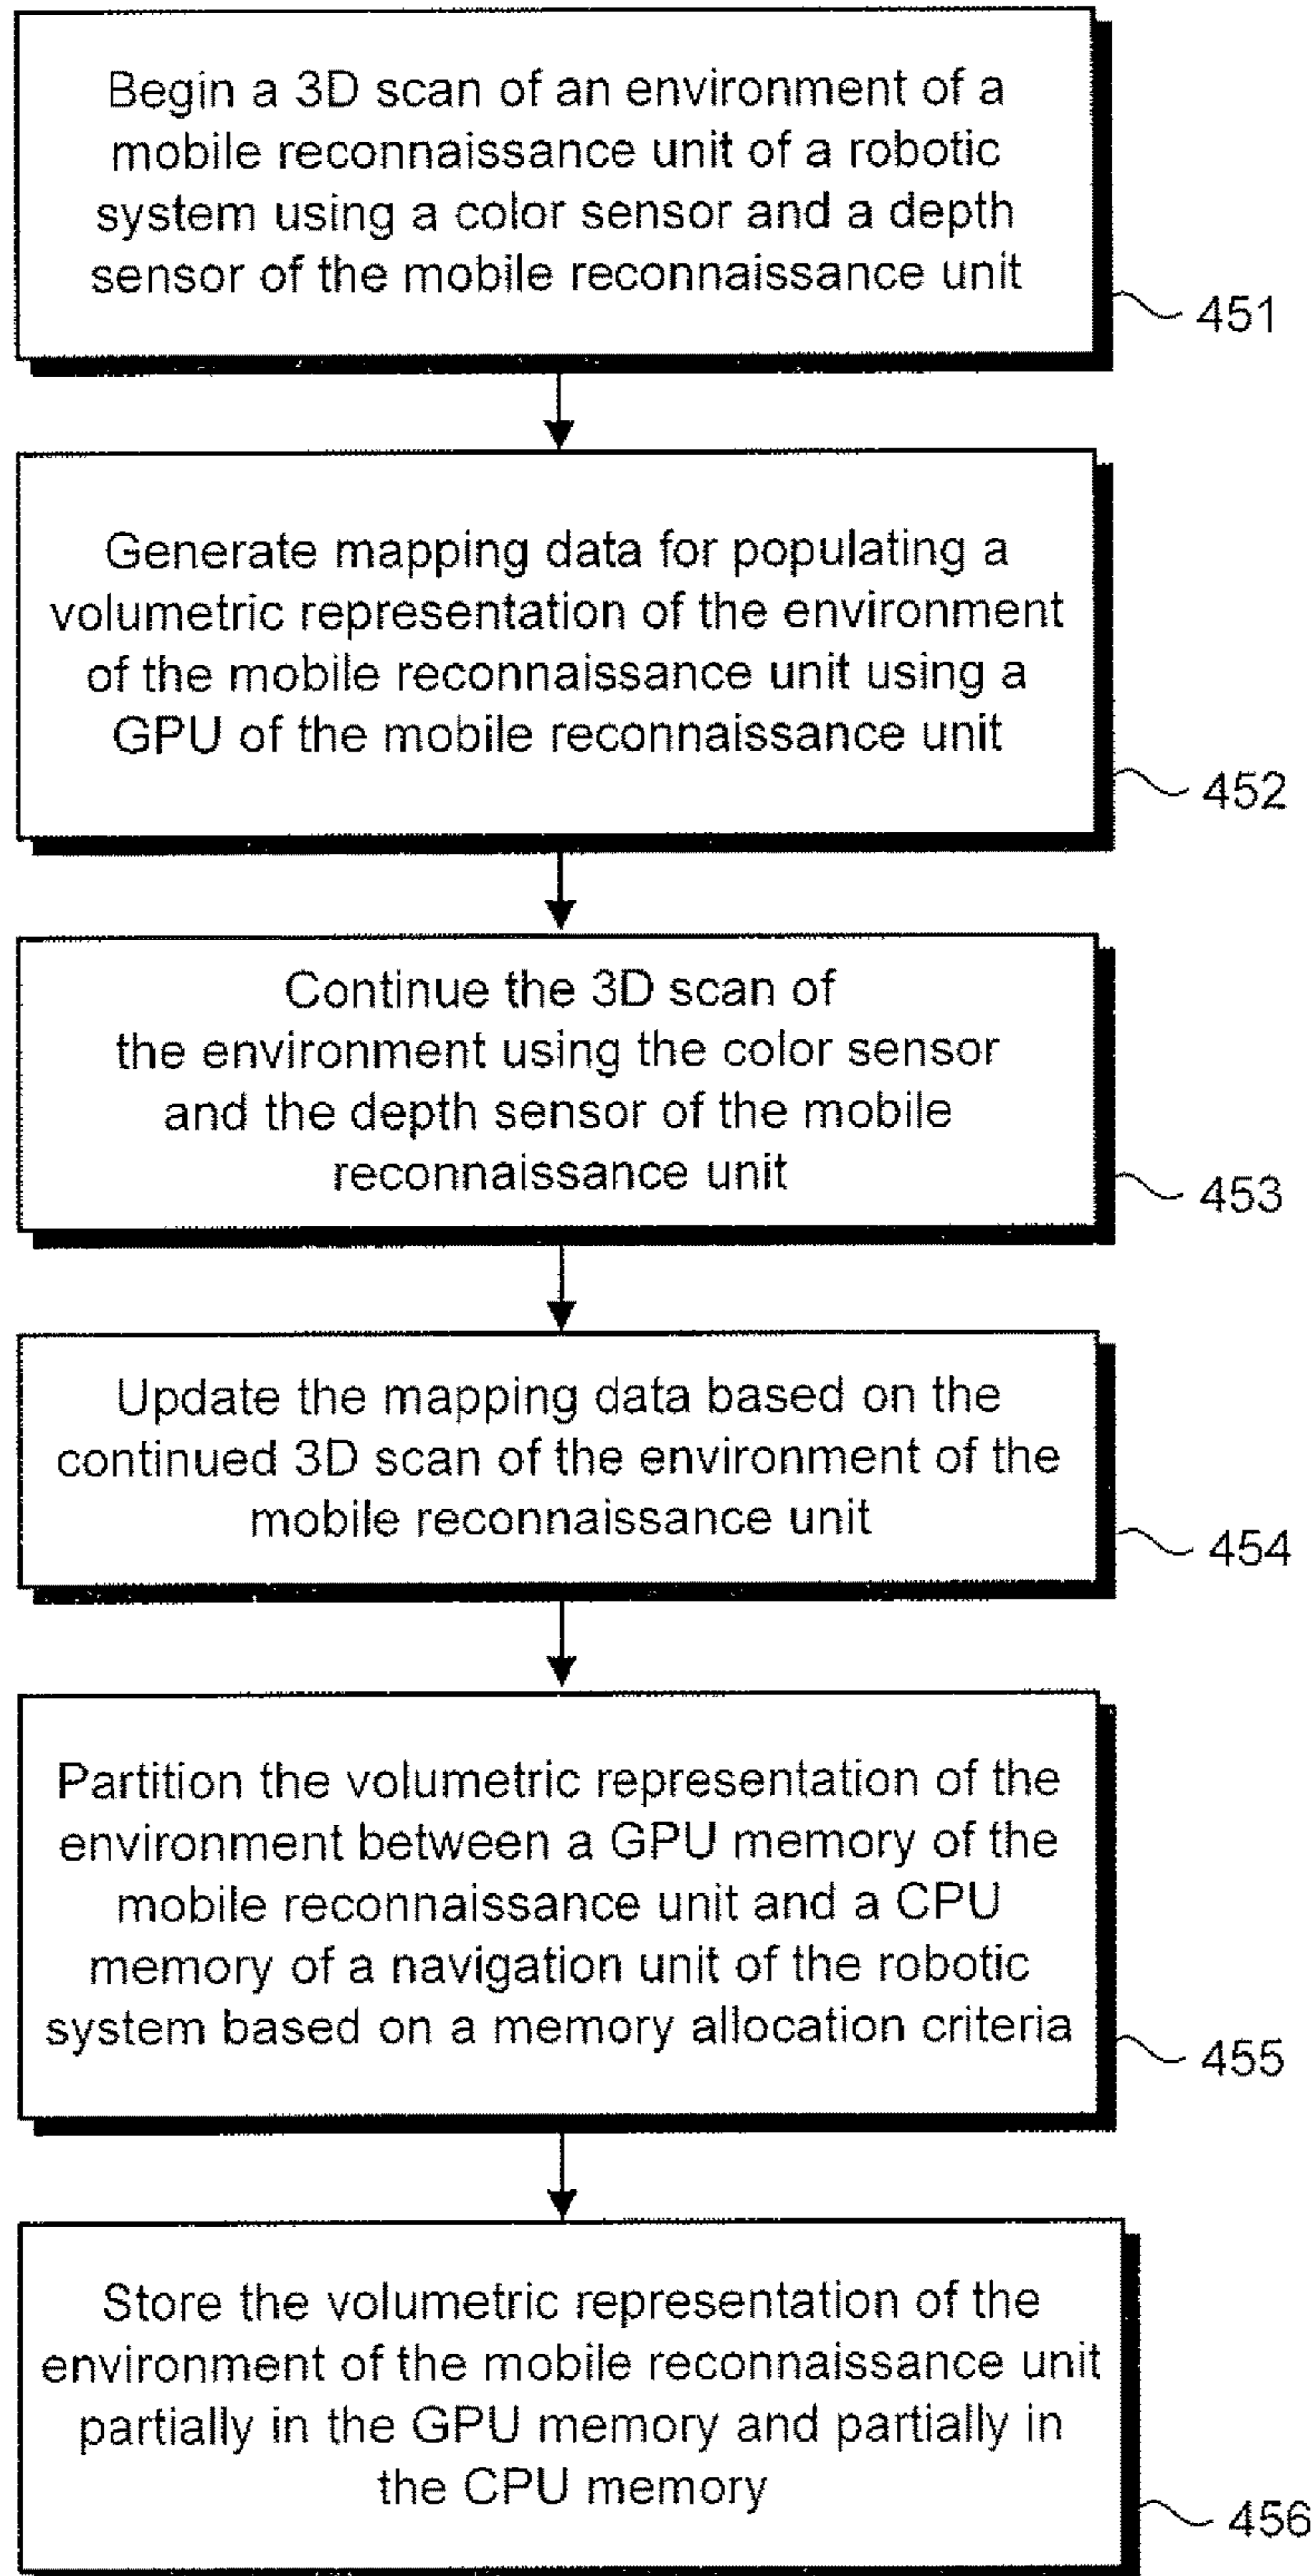 Begin a 3D scan of an environment of a
mobile reconnaissance unit of a robotic
system using a color sensor and a depth
sensor of the mobile reconnaissance unit
451
Generate mapping data for populating a
volumetric representation of the environment
of the mobile reconnaissance unit using a
GPU of the mobile reconnaissance unit
452
Continue the 3D scan of
the environment using the color sensor
and the depth sensor of the mobile
reconnaissance unit
453
Update the mapping data based on the
continued 3D scan of the environment of the
mobile reconnaissance unit
454
Partition the volumetric representation of the
environment between a GPU memory of the
mobile reconnaissance unit and a CPU
memory of a navigation unit of the robotic
system based on a memory allocation criteria
455
Store the volumetric representation of the
environment of the mobile reconnaissance unit
partially in the GPU memory and partially in
the CPU memory
456